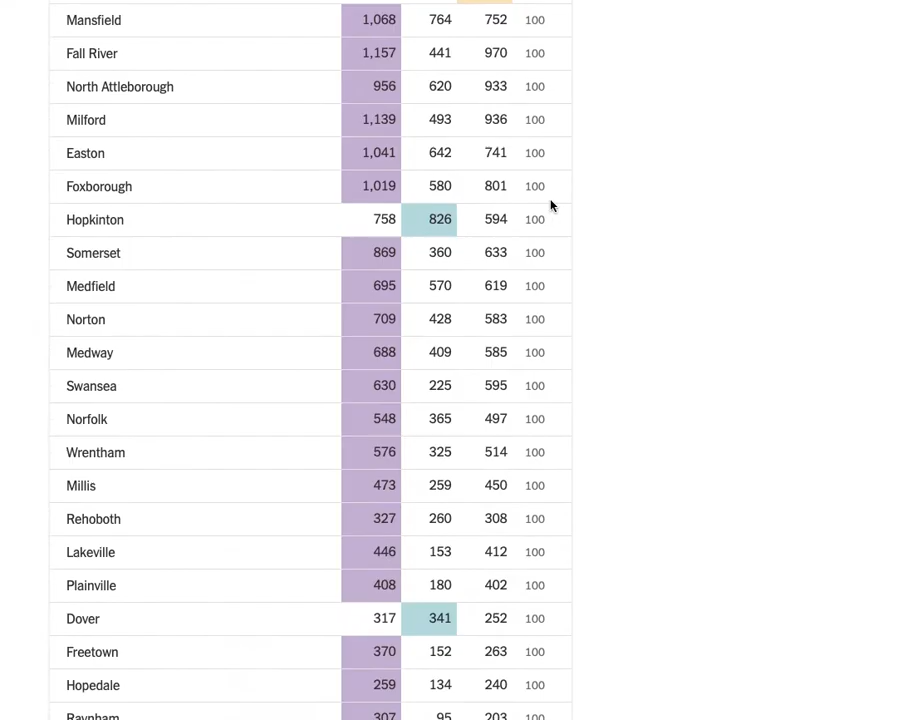 Mansfield 1,068 764 752 100
Fall River 1,157 441 970 100
North Attleborough 956 620 933 100
Milford 1,139 493 936 100
Easton 1,041 642 741 100
Foxborough 1,019 580 801 100
Hopkinton 758 826 594 100
Somerset 869 360 633 100
Medfield 695 570 619 100
Norton 709 428 583 100
Medway 688 409 585 100
Swansea 630 225 595 100
Norfolk 548 365 497 100
Wrentham 576 325 514 100
Millis 473 259 450 100
Rehoboth 327 260 308 100
Lakeville 446 153 412 100
Plainville 408 180 402 100
Dover 317 341 252 100
Freetown 370 152 263 100
Hopedale 259 134 240 100
Raynham 307 95 203 100